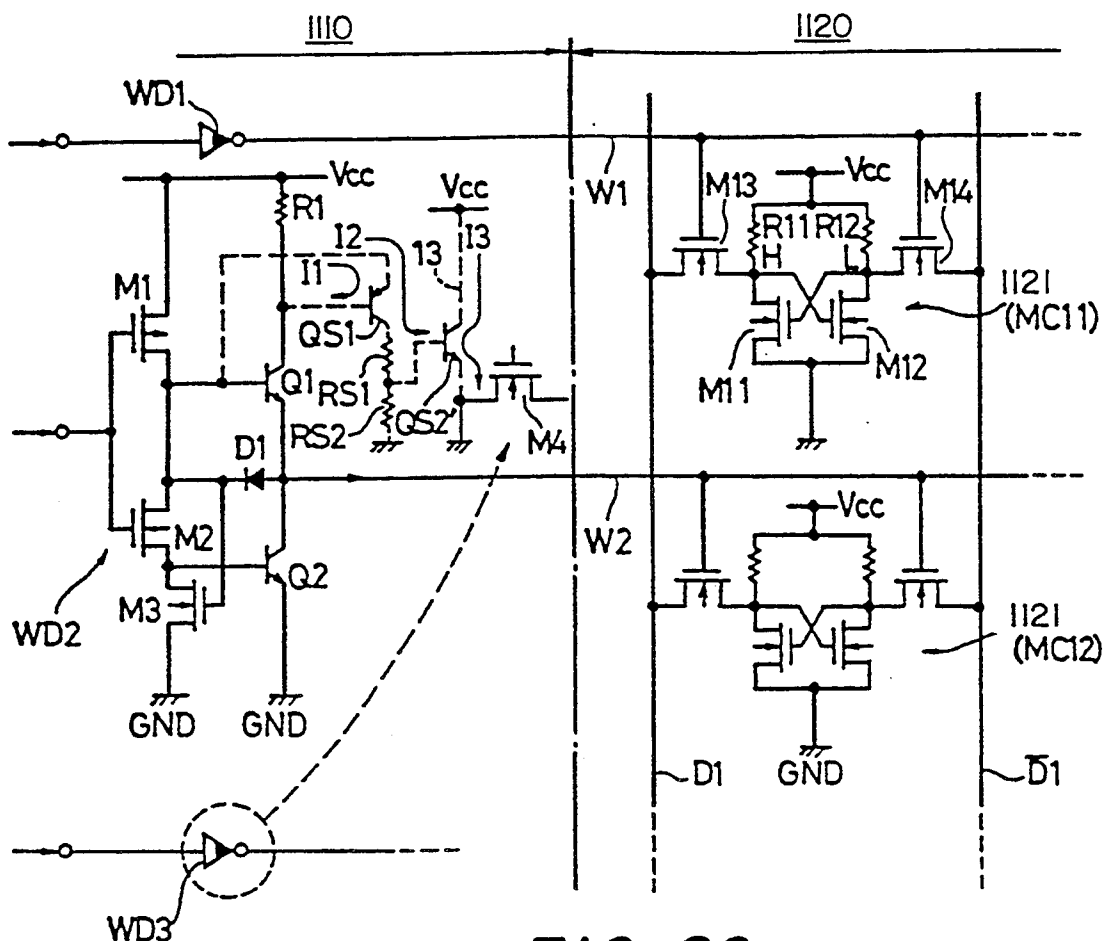 1110
1120
WD1
W1
Vcc
R1
Vcc
M13
Vcc
M14
I2
13
I3
R11
R12
H
L
I1
M1
QS1
1121
(MC11)
Q1
RS1
M11
M12
RS2
QS2
M4
D1
W2
Vcc
M2
Q2
M3
1121
(MC12)
WD2
GND
GND
D1
GND
D1
WD3